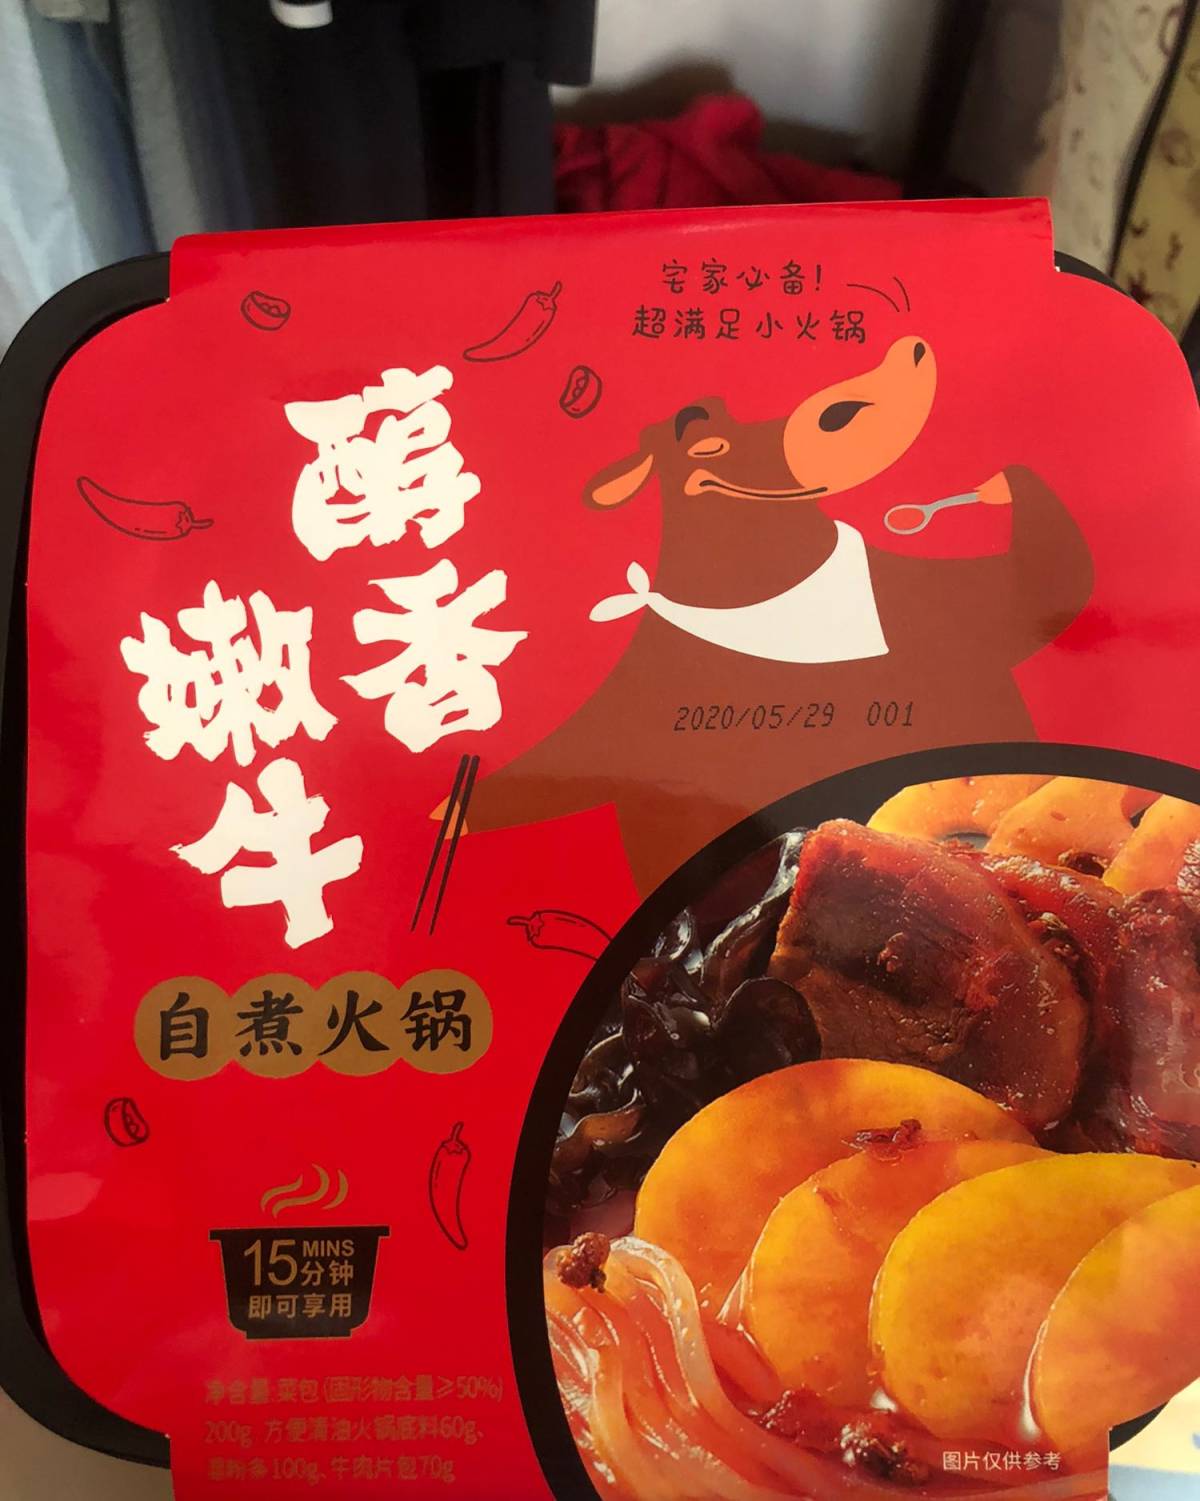 宅家必备!
超满足小火锅
醇香
嫩牛
2020/05/29 001
自煮火锅
15 MINS
分钟
即可享用
净含量:菜包(固形物含量≥50%)
200g、方便清油火锅底料60g、
粉条100g、牛肉片包70g
图片仅供参考